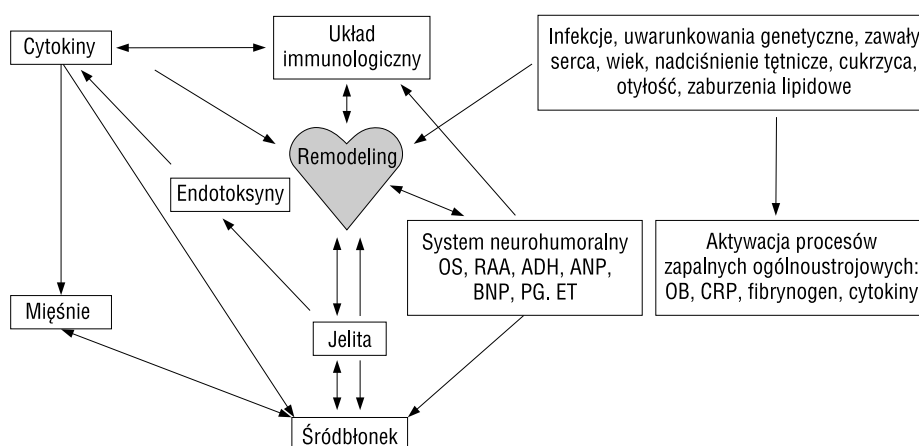 Cytokiny
Układ
immunologiczny
Infekcje, uwarunkowania genetyczne, zawały
serca, wiek, nadciśnienie tętnicze, cukrzyca,
otyłość, zaburzenia lipidowe
Remodeling
Endotoksyny
System neurohumoralny
OS, RAA, ADH, ANP,
BNP, PG. ET
Aktywacja procesów
zapalnych ogólnoustrojowych:
OB, CRP, fibrynogen, cytokiny
Mięśnie
Jelita
Śródbłonek